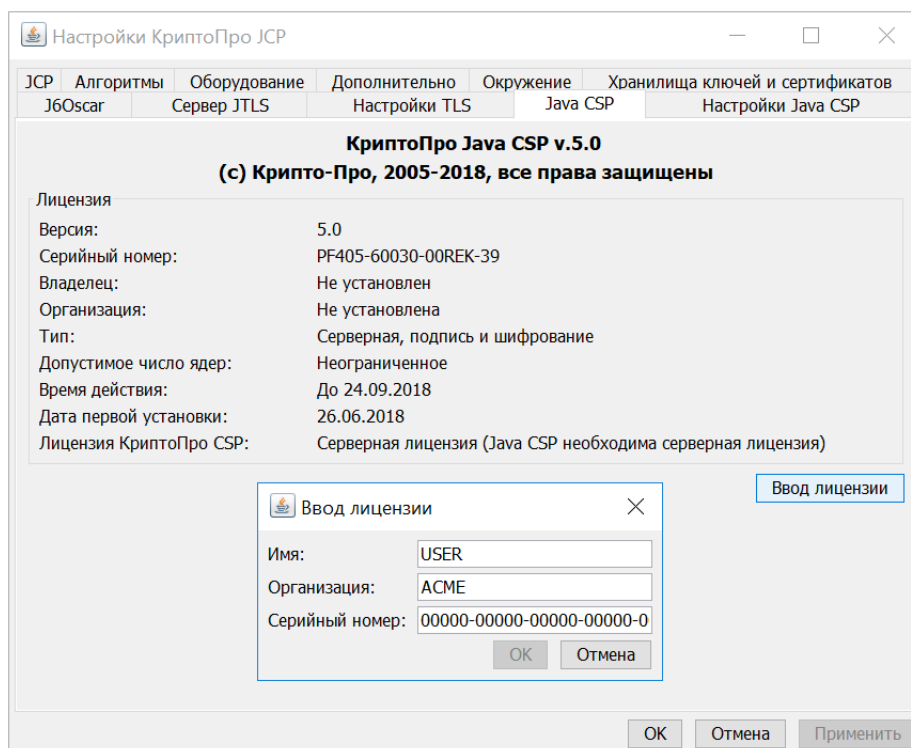 Настройки КриптоПро JCP
JCP Алгоритмы Оборудование Дополнительно Окружение Хранилища ключей и сертификатов
J6Oscar Сервер JTLS Настройки TLS Java CSP Настройки Java CSP
КриптоПро Java CSP v.5.0
(c) Крипто-Про, 2005-2018, все права защищены
Лицензия
Версия: 5.0
Серийный номер: PF405-60030-00REK-39
Владелец: Не установлен
Организация: Не установлена
Тип: Серверная, подпись и шифрование
Допустимое число ядер: Неограниченное
Время действия: До 24.09.2018
Дата первой установки: 26.06.2018
Лицензия КриптоПро CSP: Серверная лицензия (Java CSP необходима серверная лицензия)
Ввод лицензии
Ввод лицензии
Имя: USER
Организация: ACME
Серийный номер: 00000-00000-00000-00000-0
OK Отмена
OK Отмена Применить